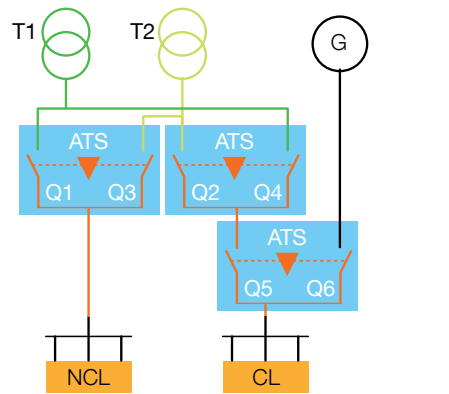 T1 T2 G
ATS ATS
Q1 Q3 Q2 Q4
ATS
Q5 Q6
NCL CL